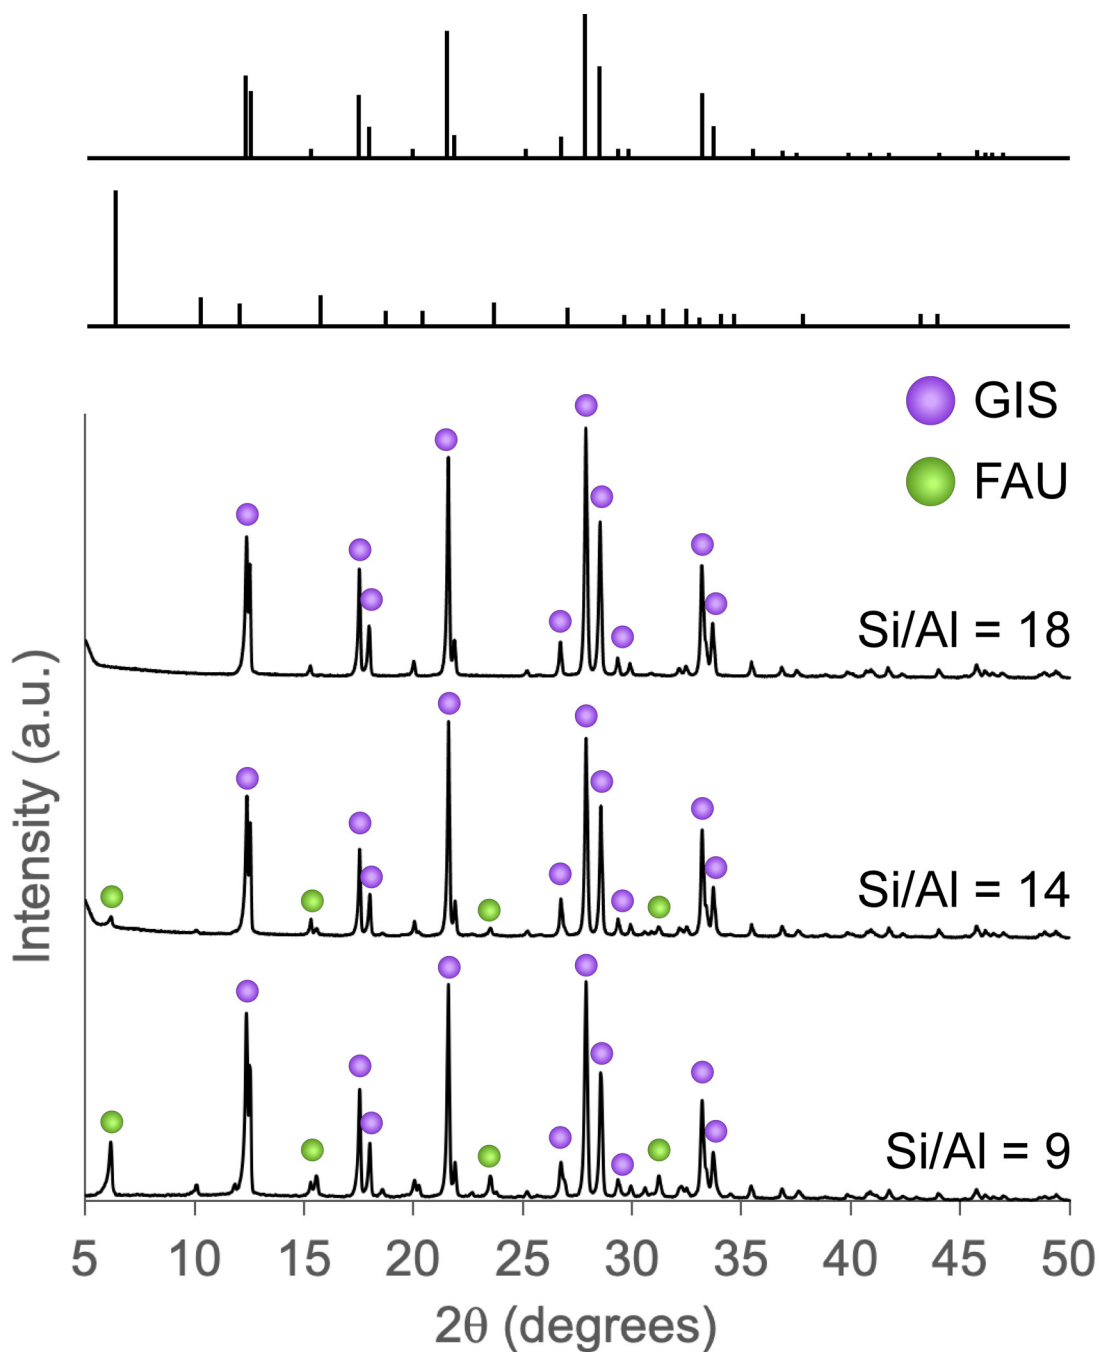 GIS
FAU
Si/Al = 18
Si/Al = 14
Si/Al = 9
Intensity (a.u.)
5 10 15 20 25 30 35 40 45 50
2θ (degrees)